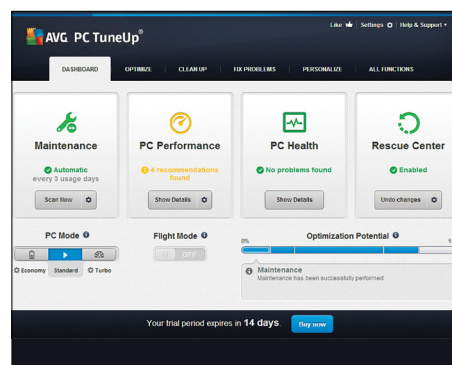 Like Settings Help & Support
AVG PC TuneUp®
DASHBOARD OPTIMIZE CLEAN UP FIX PROBLEMS PERSONALIZE ALL FUNCTIONS
Maintenance PC Performance PC Health Rescue Center
Automatic 4 recommendations No problems found Enabled
every 3 usage days found
Scan Now Show Details Show Details Undo changes
PC Mode Flight Mode Optimization Potential
0%
OFF
Economy Standard Turbo
Maintenance
Maintenance has been successfully performed
Your trial period expires in 14 days. Buy now